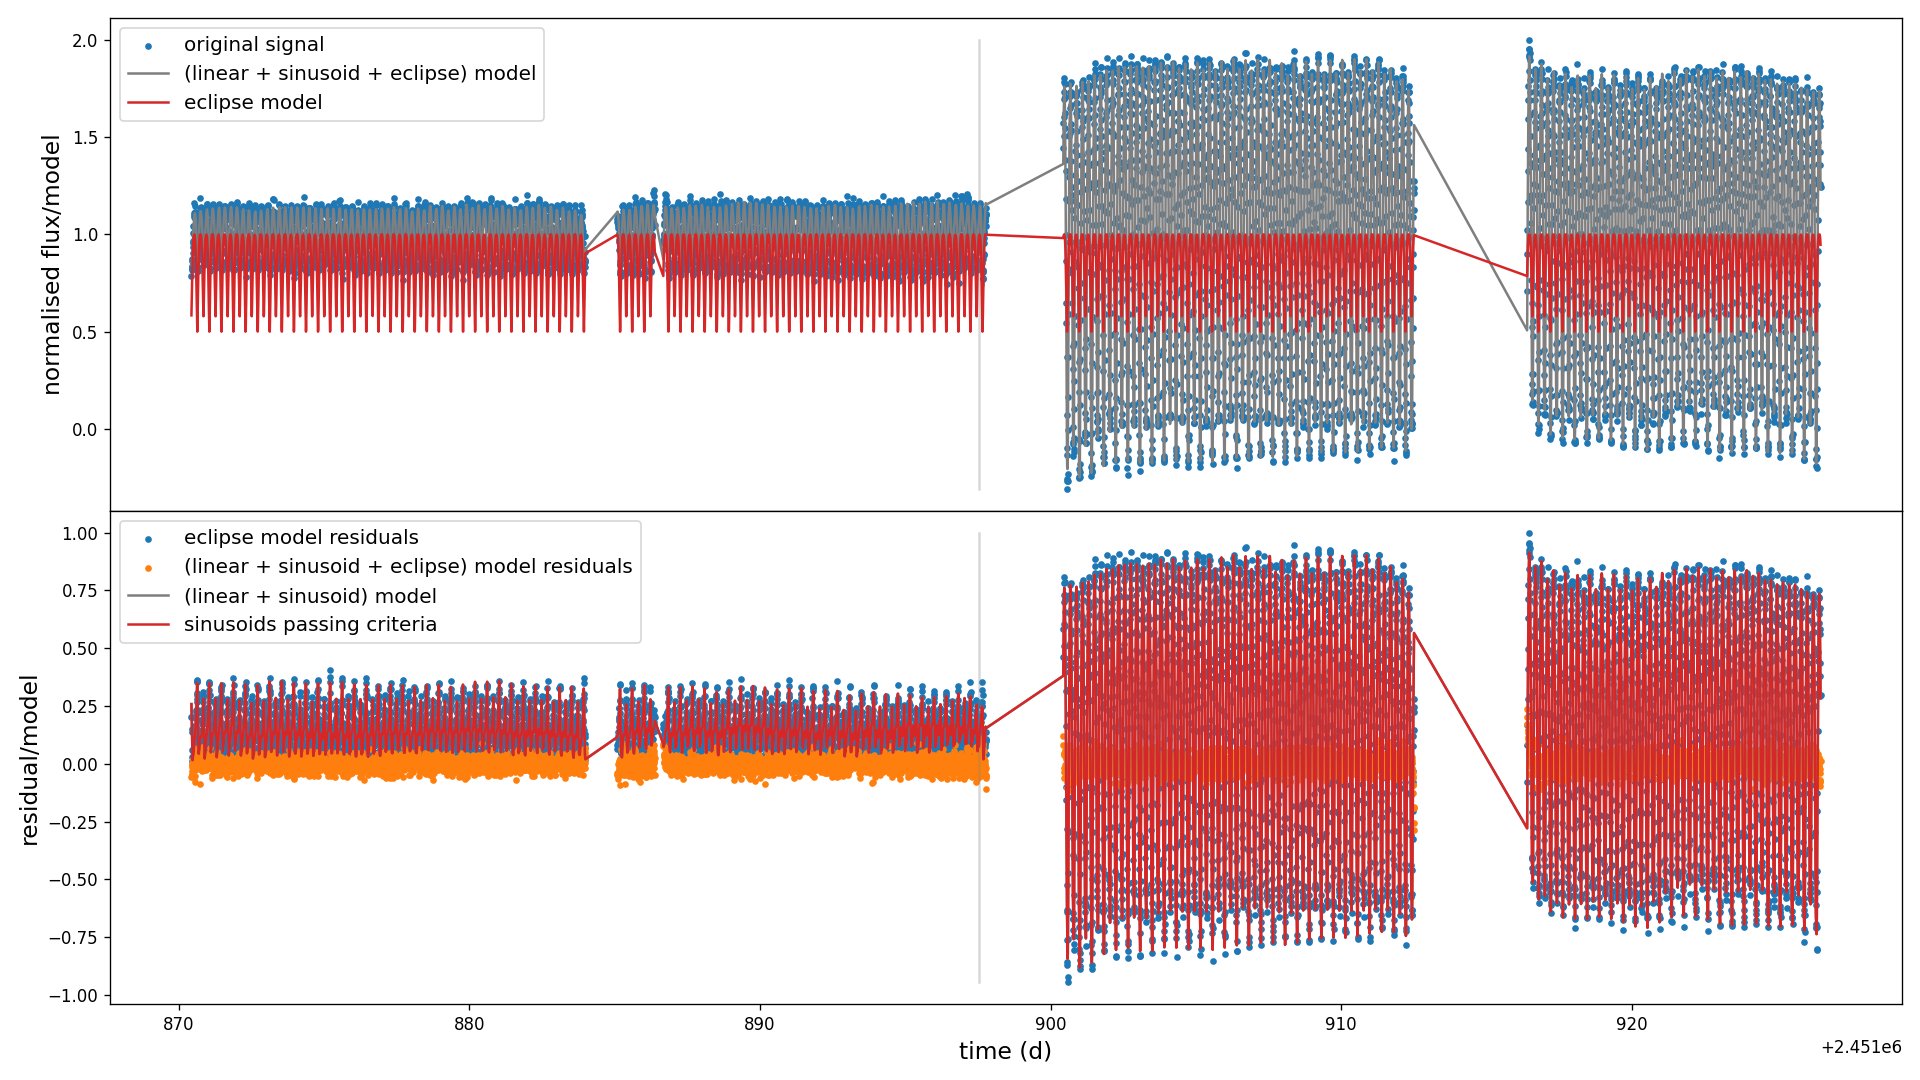 original signal
(linear + sinusoid + eclipse) model
eclipse model
2.0
1.5
1.0
0.5
0.0
normalised flux/model
eclipse model residuals
(linear + sinusoid + eclipse) model residuals
(linear + sinusoid) model
sinusoids passing criteria
1.00
0.75
0.50
0.25
0.00
−0.25
−0.50
−0.75
−1.00
residual/model
870
880
890
900
910
920
time (d)
+2.451e6